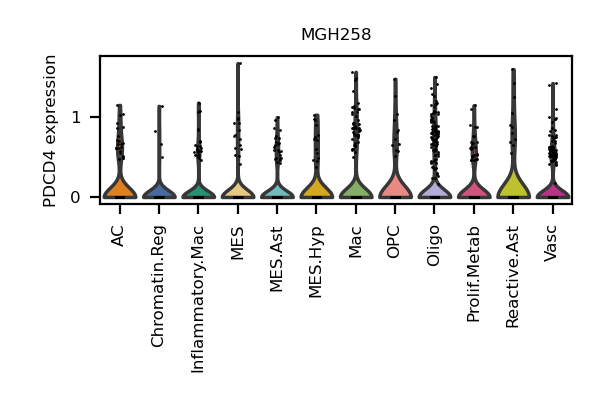 MGH258
PDCD4 expression
1
0
AC
Chromatin.Reg
Inflammatory.Mac
MES
MES.Ast
MES.Hyp
Mac
OPC
Oligo
Prolif.Metab
Reactive.Ast
Vasc